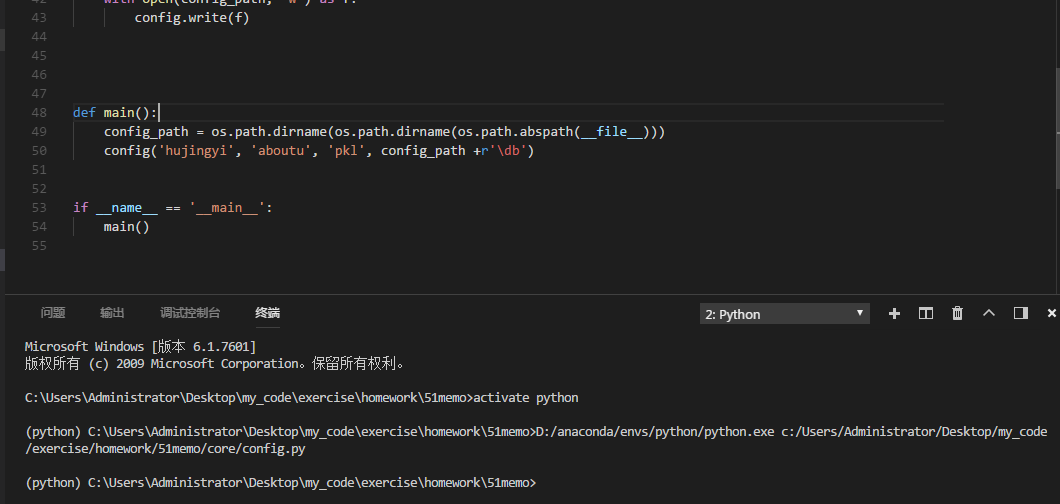 42 with open(config_path, 'w') as f:
43 config.write(f)
44
45
46
47
48 def main():
49 config_path = os.path.dirname(os.path.dirname(os.path.abspath(__file__)))
50 config('hujingyi', 'aboutu', 'pkl', config_path +r'\db')
51
52
53 if __name__ == '__main__':
54 main()
55
问题 输出 调试控制台 终端 2: Python
Microsoft Windows [版本 6.1.7601]
版权所有 (c) 2009 Microsoft Corporation。保留所有权利。
C:\Users\Administrator\Desktop\my_code\exercise\homework\51memo>activate python
(python) C:\Users\Administrator\Desktop\my_code\exercise\homework\51memo>D:/anaconda/envs/python/python.exe c:/Users/Administrator/Desktop/my_code
/exercise/homework/51memo/core/config.py
(python) C:\Users\Administrator\Desktop\my_code\exercise\homework\51memo>